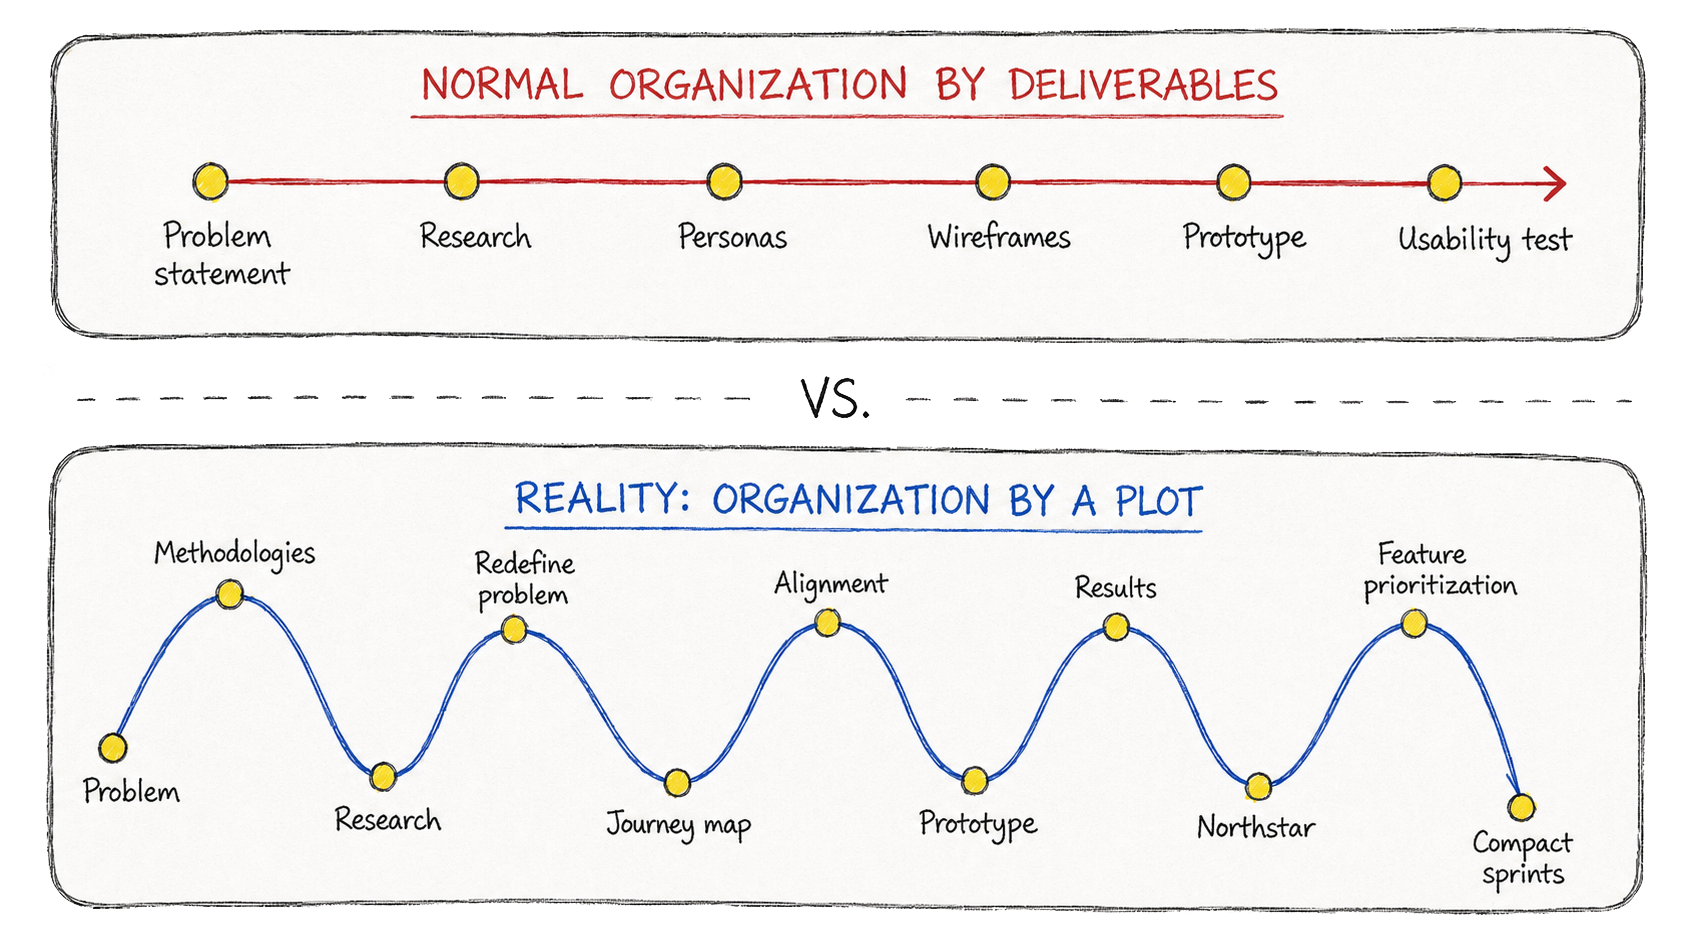 NORMAL ORGANIZATION BY DELIVERABLES
Problem
statement
Research
Personas
Wireframes
Prototype
Usability test
VS.
REALITY: ORGANIZATION BY A PLOT
Methodologies
Redefine
problem
Alignment
Results
Feature
prioritization
Problem
Research
Journey map
Prototype
Northstar
Compact
sprints